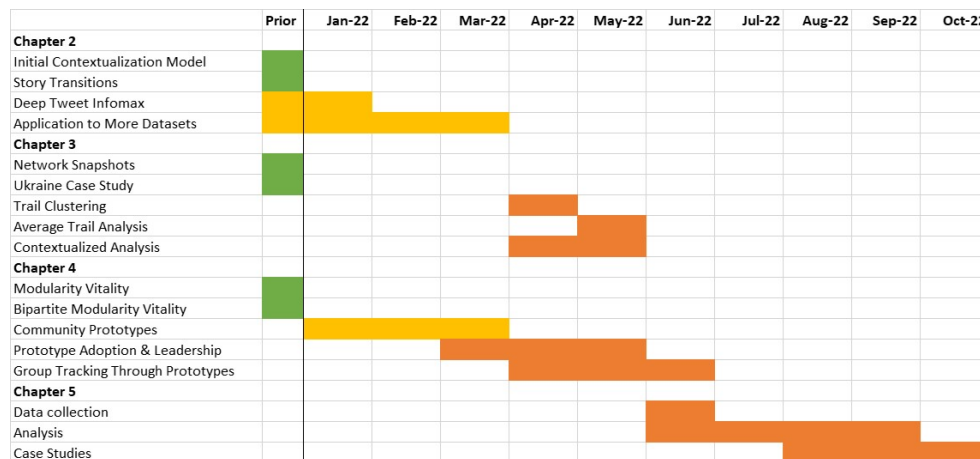 Prior Jan-22 Feb-22 Mar-22 Apr-22 May-22 Jun-22 Jul-22 Aug-22 Sep-22 Oct-22
Chapter 2
Initial Contextualization Model
Story Transitions
Deep Tweet Infomax
Application to More Datasets
Chapter 3
Network Snapshots
Ukraine Case Study
Trail Clustering
Average Trail Analysis
Contextualized Analysis
Chapter 4
Modularity Vitality
Bipartite Modularity Vitality
Community Prototypes
Prototype Adoption & Leadership
Group Tracking Through Prototypes
Chapter 5
Data collection
Analysis
Case Studies